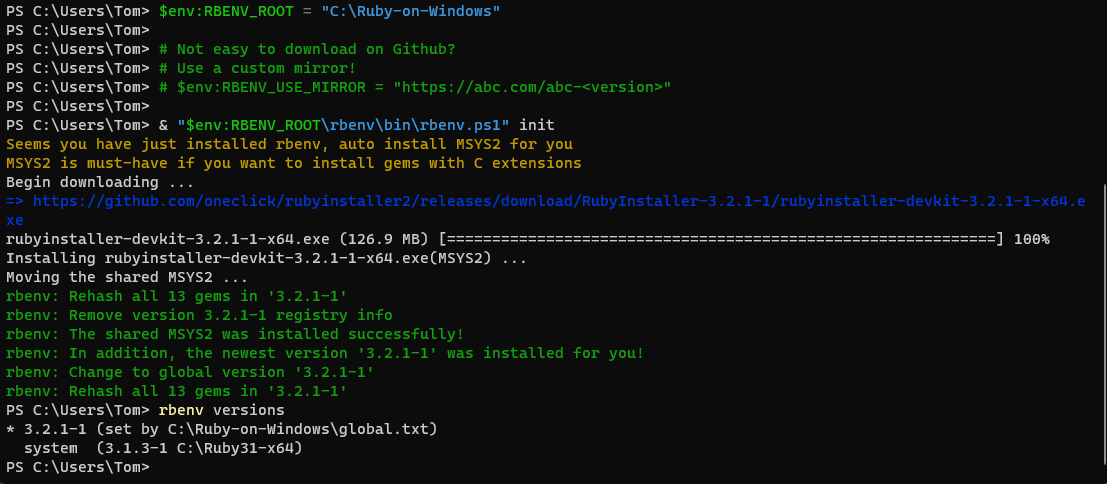 PS C:\Users\Tom> $env:RBENV_ROOT = "C:\Ruby-on-Windows"
PS C:\Users\Tom>
PS C:\Users\Tom> # Not easy to download on Github?
PS C:\Users\Tom> # Use a custom mirror!
PS C:\Users\Tom> # $env:RBENV_USE_MIRROR = "https://abc.com/abc-<version>"
PS C:\Users\Tom>
PS C:\Users\Tom> & "$env:RBENV_ROOT\rbenv\bin\rbenv.ps1" init
Seems you have just installed rbenv, auto install MSYS2 for you
MSYS2 is must-have if you want to install gems with C extensions
Begin downloading ...
=> https://github.com/oneclick/rubyinstaller2/releases/download/RubyInstaller-3.2.1-1/rubyinstaller-devkit-3.2.1-1-x64.e
xe
rubyinstaller-devkit-3.2.1-1-x64.exe (126.9 MB) [=============================================================] 100%
Installing rubyinstaller-devkit-3.2.1-1-x64.exe(MSYS2) ...
Moving the shared MSYS2 ...
rbenv: Rehash all 13 gems in '3.2.1-1'
rbenv: Remove version 3.2.1-1 registry info
rbenv: The shared MSYS2 was installed successfully!
rbenv: In addition, the newest version '3.2.1-1' was installed for you!
rbenv: Change to global version '3.2.1-1'
rbenv: Rehash all 13 gems in '3.2.1-1'
PS C:\Users\Tom> rbenv versions
* 3.2.1-1 (set by C:\Ruby-on-Windows\global.txt)
  system  (3.1.3-1 C:\Ruby31-x64)
PS C:\Users\Tom>